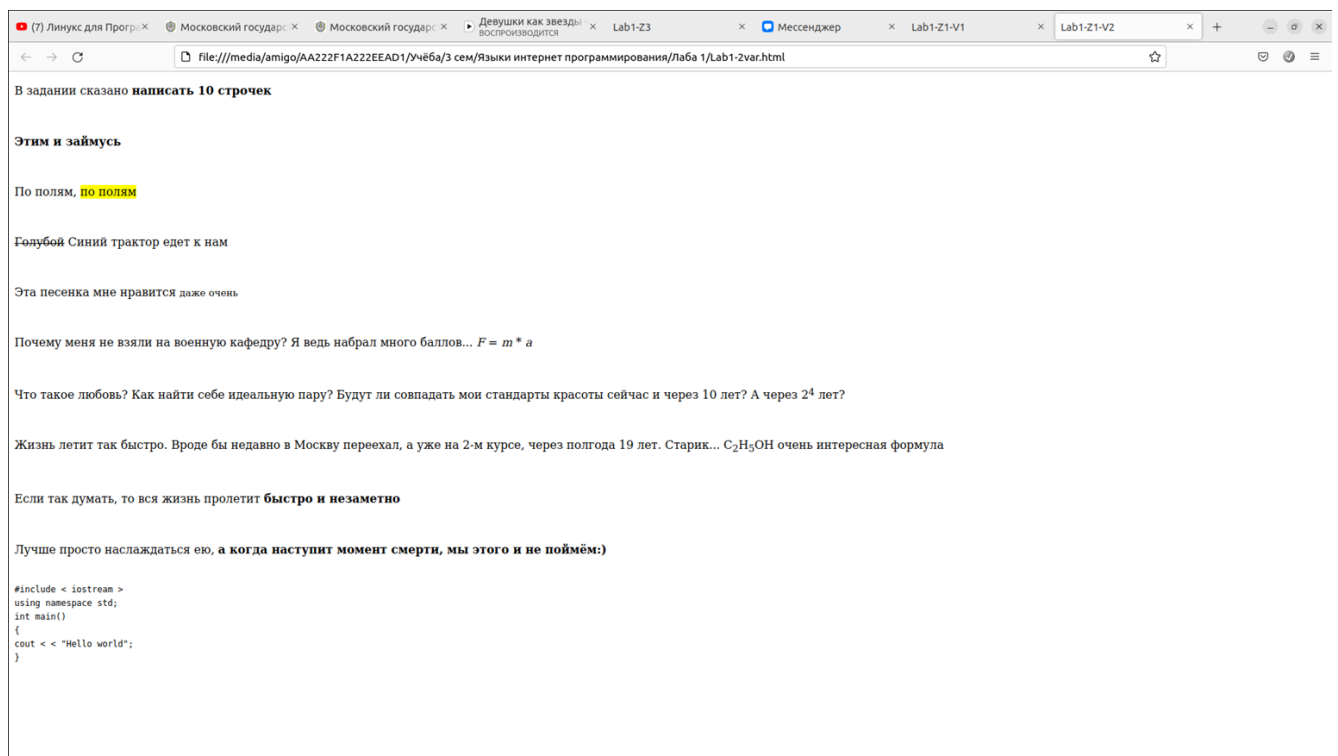 (7) Линукс для Прогр
Московский государс
Московский государс
Девушки как звезды -
ВОСПРОИЗВОДИТСЯ
Lab1-Z3
Мессенджер
Lab1-Z1-V1
Lab1-Z1-V2
file:///media/amigo/AA222F1A222EEAD1/Учёба/3 сем/Языки интернет программирования/Лаба 1/Lab1-2var.html
В задании сказано написать 10 строчек
Этим и займусь
По полям, по полям
Голубой Синий трактор едет к нам
Эта песенка мне нравится даже очень
Почему меня не взяли на военную кафедру? Я ведь набрал много баллов... F = m * a
Что такое любовь? Как найти себе идеальную пару? Будут ли совпадать мои стандарты красоты сейчас и через 10 лет? А через 2⁴ лет?
Жизнь летит так быстро. Вроде бы недавно в Москву переехал, а уже на 2-м курсе, через полгода 19 лет. Старик... C₂H₅OH очень интересная формула
Если так думать, то вся жизнь пролетит быстро и незаметно
Лучше просто наслаждаться ею, а когда наступит момент смерти, мы этого и не поймём:)
#include < iostream >
using namespace std;
int main()
{
cout < < "Hello world";
}